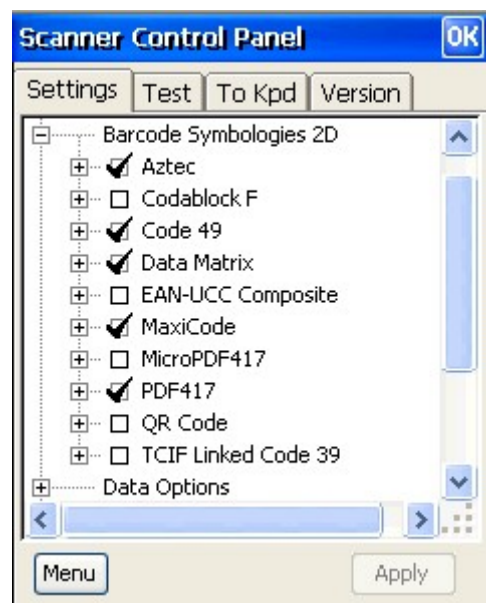 Scanner Control Panel OK
Settings Test To Kpd Version
Barcode Symbologies 2D
Aztec
Codablock F
Code 49
Data Matrix
EAN-UCC Composite
MaxiCode
MicroPDF417
PDF417
QR Code
TCIF Linked Code 39
Data Options
Menu Apply